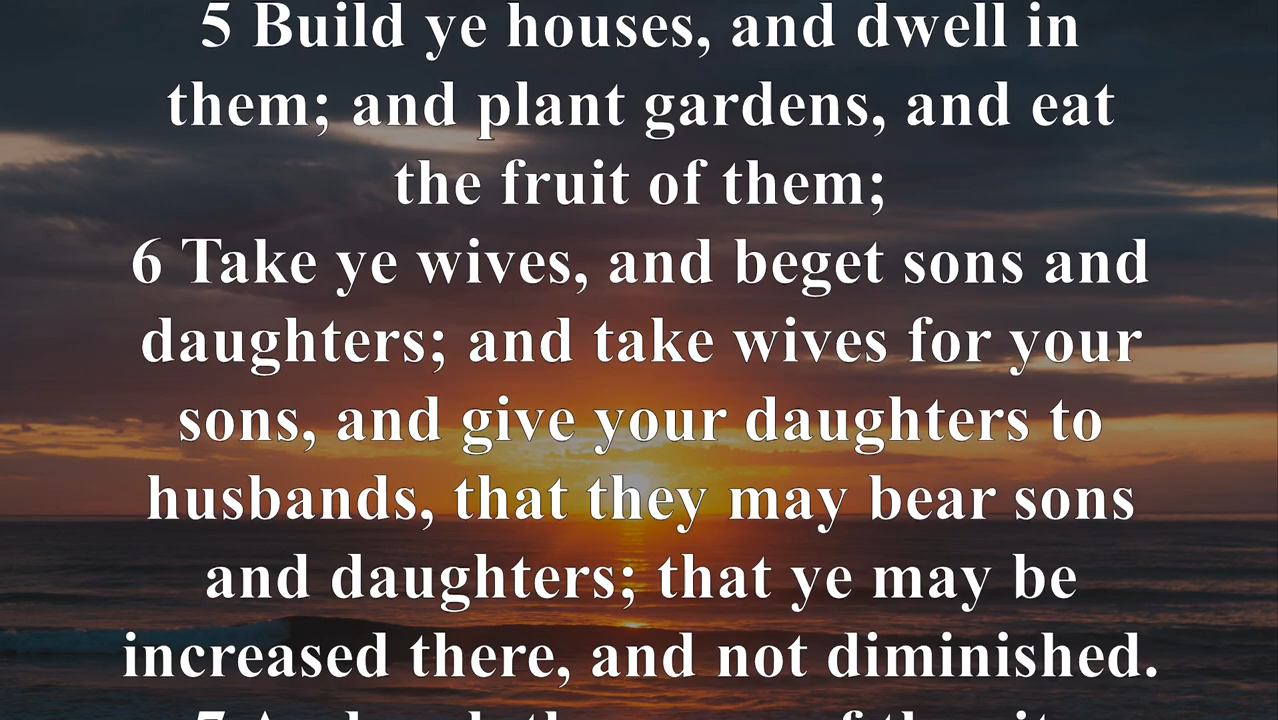 5 Build ye houses, and dwell in
them; and plant gardens, and eat
the fruit of them;
6 Take ye wives, and beget sons and
daughters; and take wives for your
sons, and give your daughters to
husbands, that they may bear sons
and daughters; that ye may be
increased there, and not diminished.